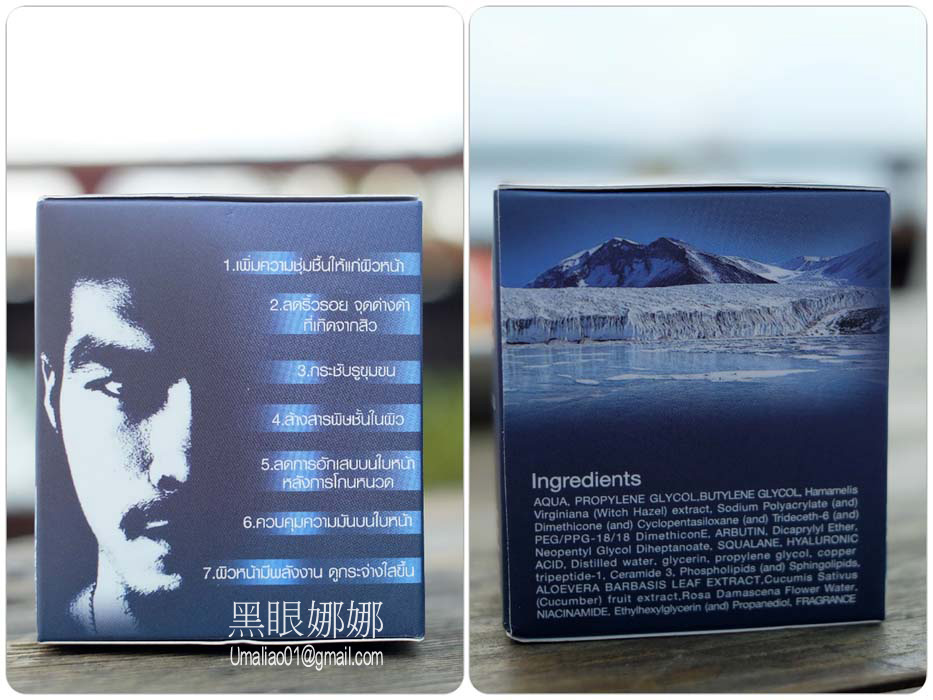 1.เพิ่มความชุ่มชื้นให้แก่ผิวหน้า
2.ลดริ้วรอย จุดด่างดำ
ที่เกิดจากสิว
3.กระชับรูขุมขน
4.ล้างสารพิษชั้นในผิว
5.ลดการอักเสบบนใบหน้า
หลังการโกนหนวด
6.ควบคุมความมันบนใบหน้า
7.ผิวหน้ามีพลังงาน ดูกระจ่างใสขึ้น
黑眼娜娜
Umaliao01@gmail.com
Ingredients
AQUA, PROPYLENE GLYCOL,BUTYLENE GLYCOL, Hamamelis
Virginiana (Witch Hazel) extract, Sodium Polyacrylate (and)
Dimethicone (and) Cyclopentasiloxane (and) Trideceth-6 (and)
PEG/PPG-18/18 DimethiconE, ARBUTIN, Dicaprylyl Ether,
Neopentyl Glycol Diheptanoate, SQUALANE, HYALURONIC
ACID, Distilled water, glycerin, propylene glycol, copper
tripeptide-1, Ceramide 3, Phospholipids (and) Sphingolipids,
ALOEVERA BARBASIS LEAF EXTRACT,Cucumis Sativus
(Cucumber) fruit extract,Rosa Damascena Flower Water,
NIACINAMIDE, Ethylhexylglycerin (and) Propanediol, FRAGRANCE